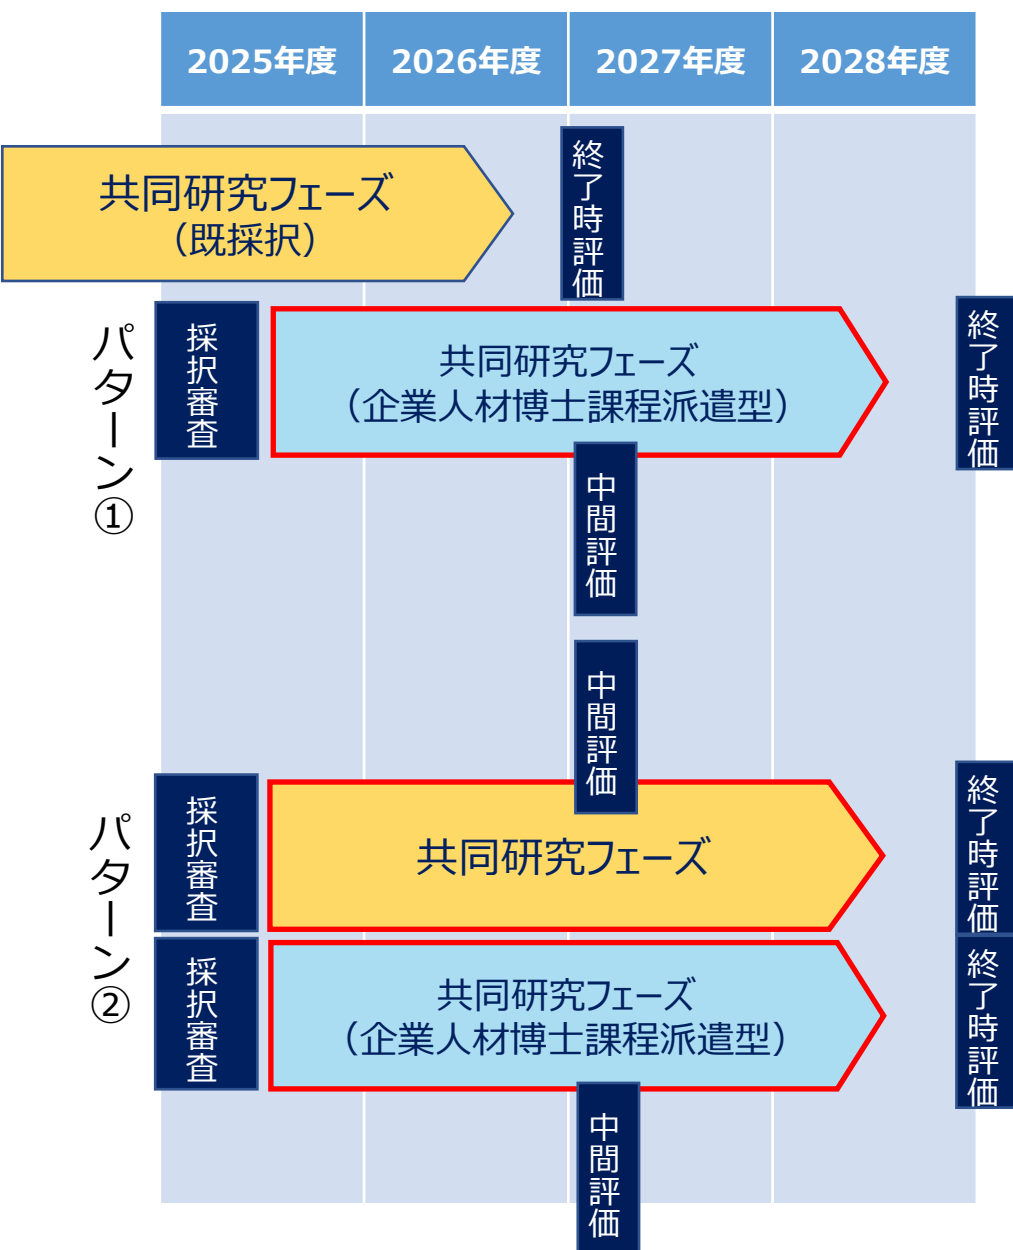 2025年度
2026年度
2027年度
2028年度
共同研究フェーズ
（既採択）
終了時評価
パターン①
採択審査
共同研究フェーズ
（企業人材博士課程派遣型）
終了時評価
中間評価
中間評価
パターン②
採択審査
共同研究フェーズ
終了時評価
採択審査
共同研究フェーズ
（企業人材博士課程派遣型）
終了時評価
中間評価